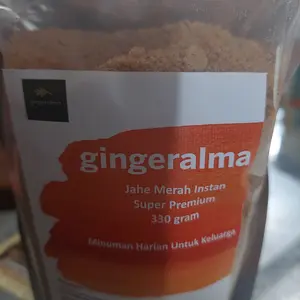 gingeralma
Jahe Merah Instan
Super Premium
330 gram
Minuman Harian Untuk Keluarga